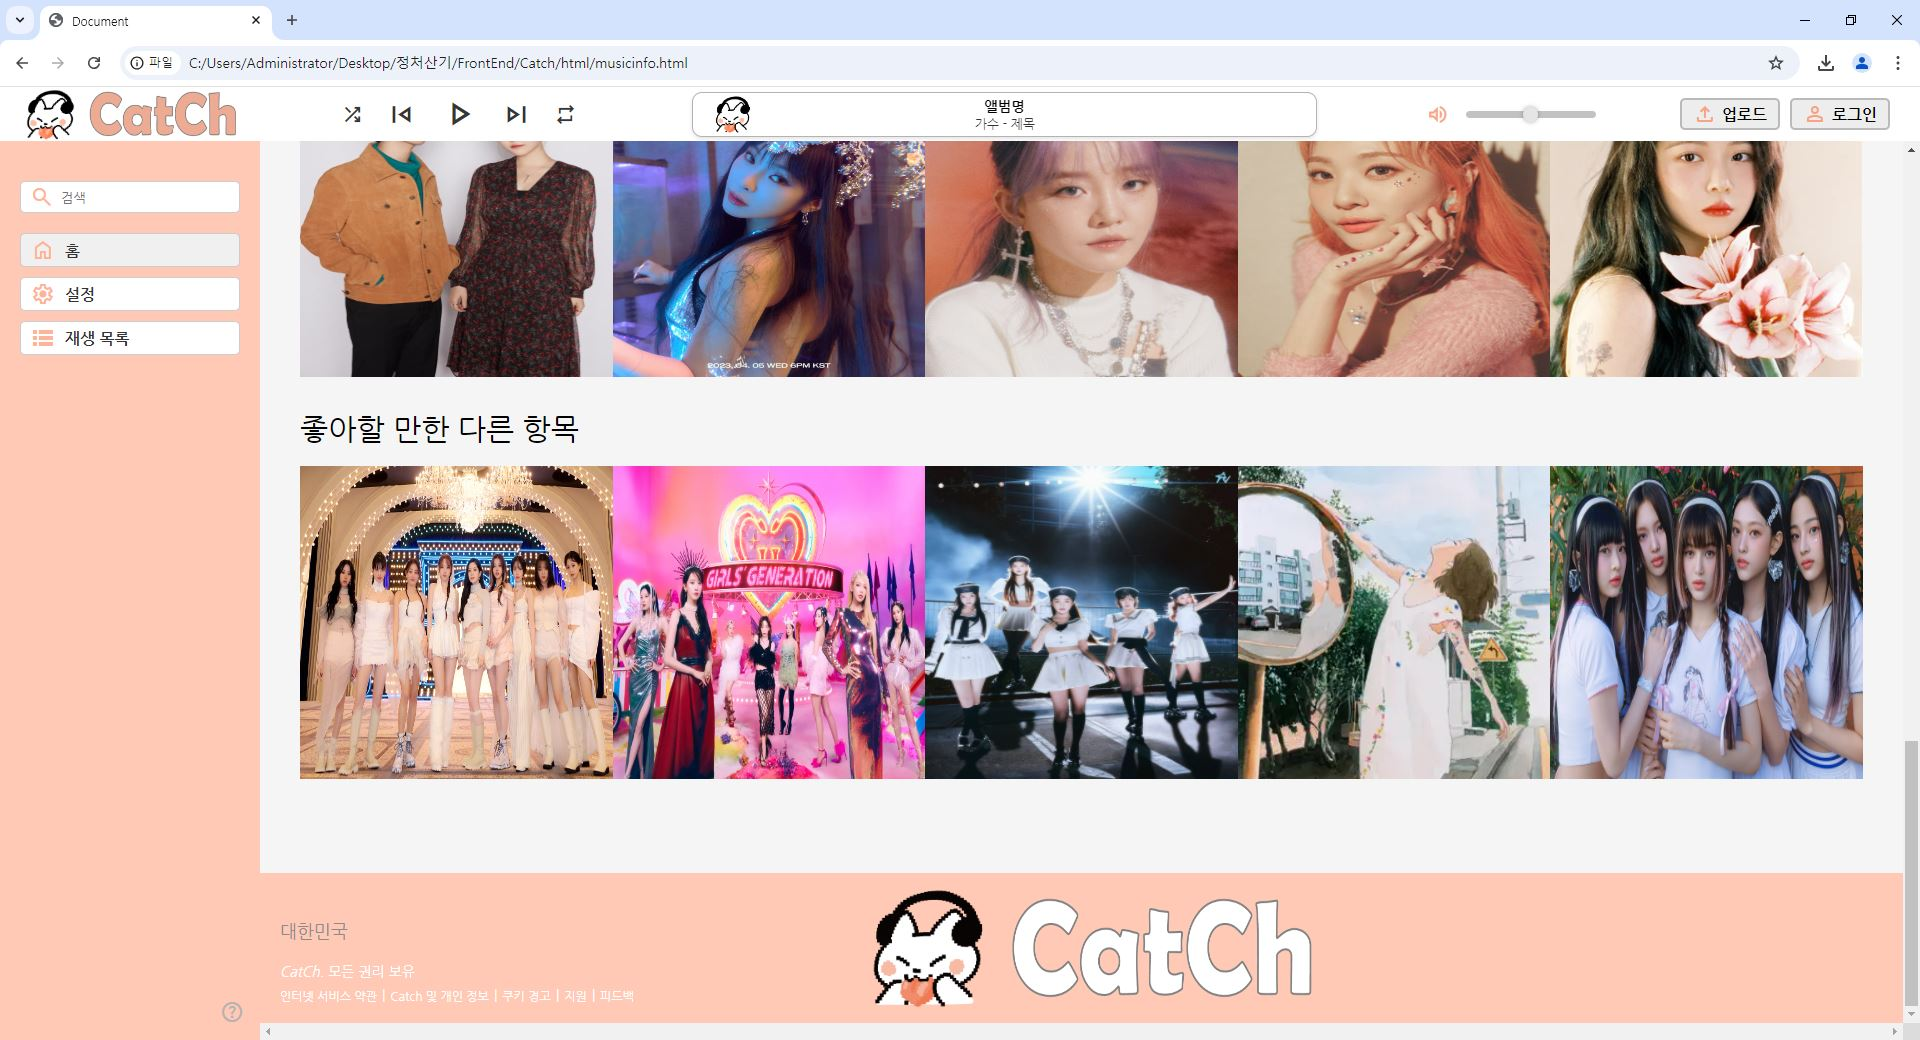 Document
파일
C:/Users/Administrator/Desktop/정처산기/FrontEnd/Catch/html/musicinfo.html
CatCh
앨범명
가수 - 제목
업로드
로그인
검색
홈
설정
재생 목록
2023. 04. 05 WED 6PM KST
좋아할 만한 다른 항목
GIRLS' GENERATION
대한민국
CatCh. 모든 권리 보유
인터넷 서비스 약관 | Catch 및 개인 정보 | 쿠키 경고 | 지원 | 피드백
CatCh